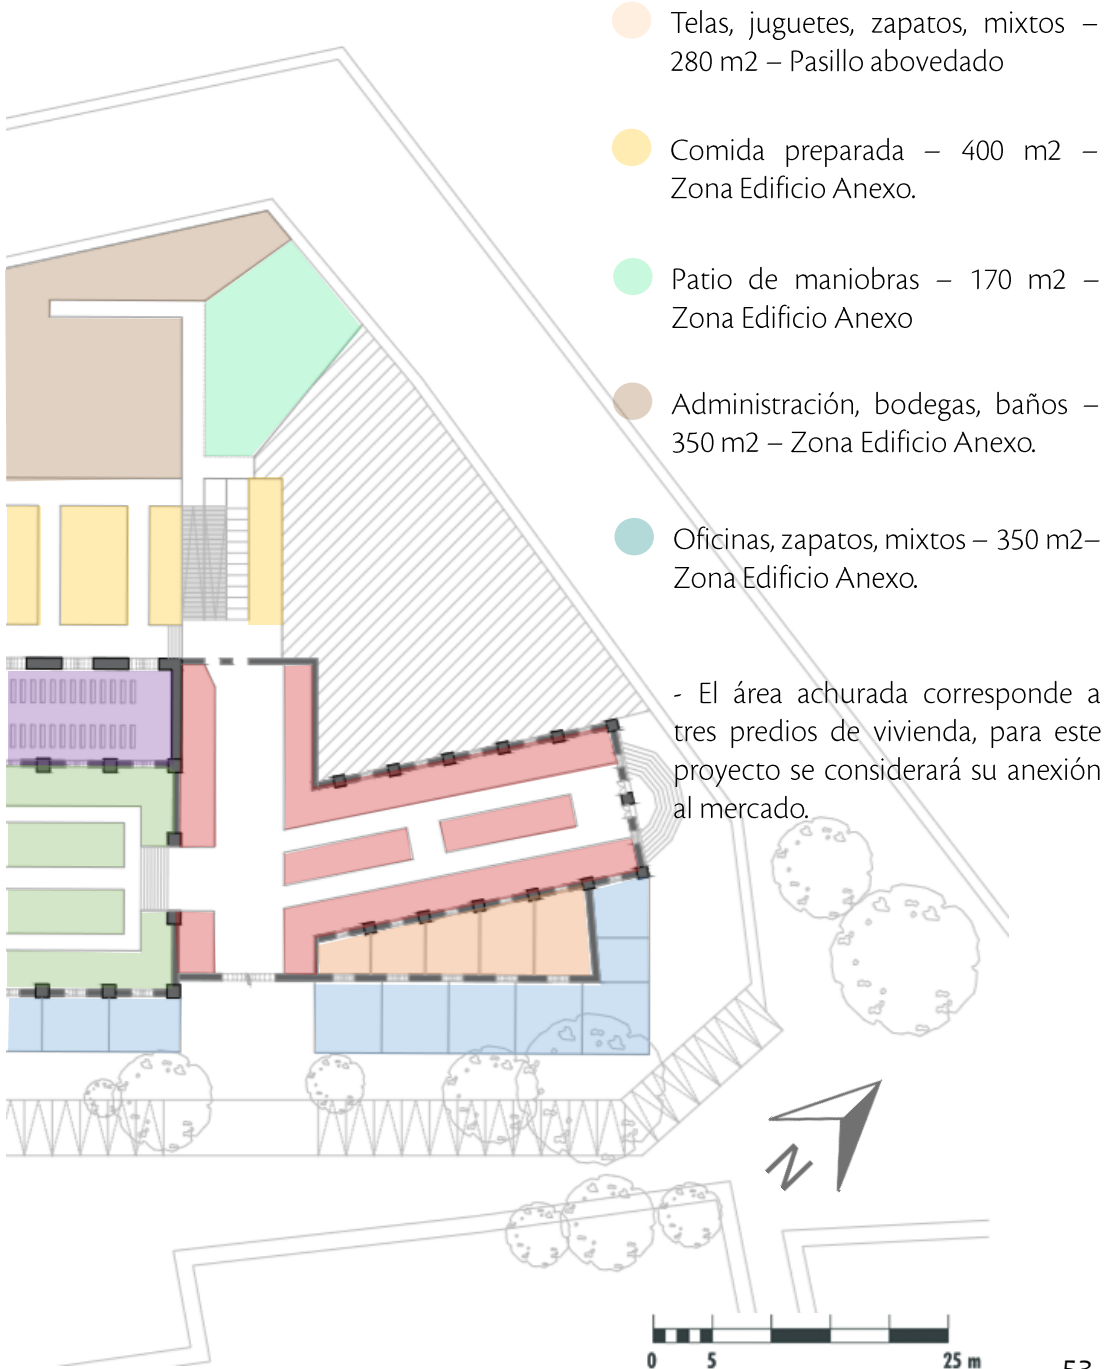 Telas, juguetes, zapatos, mixtos –
280 m2 – Pasillo abovedado
Comida preparada – 400 m2 –
Zona Edificio Anexo.
Patio de maniobras – 170 m2 –
Zona Edificio Anexo
Administración, bodegas, baños –
350 m2 – Zona Edificio Anexo.
Oficinas, zapatos, mixtos – 350 m2–
Zona Edificio Anexo.
- El área achurada corresponde a
tres predios de vivienda, para este
proyecto se considerará su anexión
al mercado.
N
0 5 25 m
53